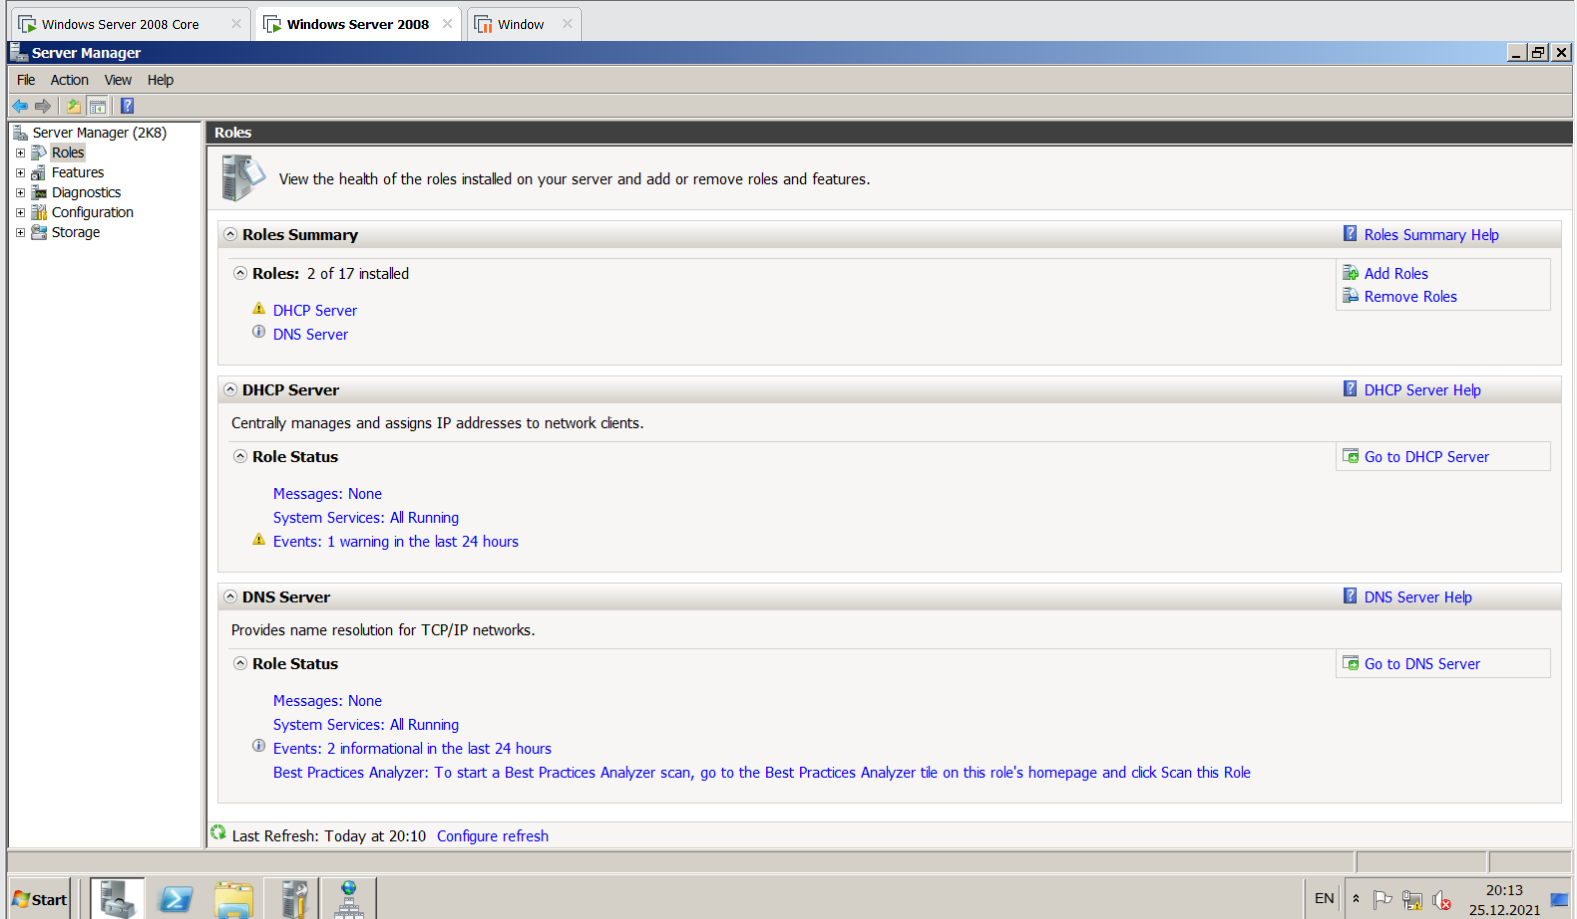 Windows Server 2008 Core
Windows Server 2008
Window
Server Manager
File Action View Help
Server Manager (2K8)
Roles
Features
Diagnostics
Configuration
Storage
Roles
View the health of the roles installed on your server and add or remove roles and features.
Roles Summary
Roles Summary Help
Roles: 2 of 17 installed
Add Roles
Remove Roles
DHCP Server
DNS Server
DHCP Server
DHCP Server Help
Centrally manages and assigns IP addresses to network clients.
Role Status
Go to DHCP Server
Messages: None
System Services: All Running
Events: 1 warning in the last 24 hours
DNS Server
DNS Server Help
Provides name resolution for TCP/IP networks.
Role Status
Go to DNS Server
Messages: None
System Services: All Running
Events: 2 informational in the last 24 hours
Best Practices Analyzer: To start a Best Practices Analyzer scan, go to the Best Practices Analyzer tile on this role's homepage and click Scan this Role
Last Refresh: Today at 20:10 Configure refresh
Start
EN
20:13
25.12.2021